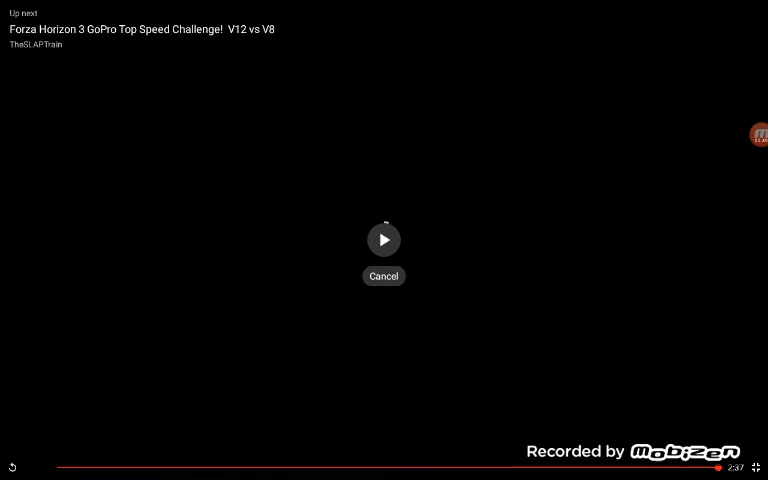 Up next
Forza Horizon 3 GoPro Top Speed Challenge! V12 vs V8
TheSLAPTrain
Cancel
Recorded by Mobizen
2:37